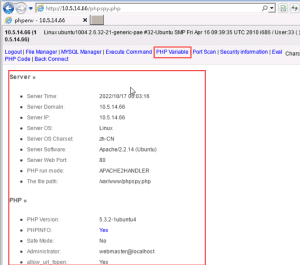 http://10.5.14.66/phpspy.php
phpenv - 10.5.14.66
10.5.14.66 Linux ubuntu1004 2.6.32-21-generic-pae #32-Ubuntu SMP Fri Apr 16 09:39:35 UTC 2010 i686 / User:33 (
0.5.14.66)
Logout | File Manager | MYSQL Manager | Execute Command | PHP Variable | Port Scan | Security information | Eval
PHP Code | Back Connect
Server »
Server Time: 2022/10/17 06:03:16
Server Domain: 10.5.14.66
Server IP: 10.5.14.66
Server OS: Linux
Server OS Charset: zh-CN
Server Software: Apache/2.2.14 (Ubuntu)
Server Web Port: 80
PHP run mode: APACHE2HANDLER
The file path: /var/www/phpspy.php
PHP »
PHP Version: 5.3.2-1ubuntu4
PHPINFO: Yes
Safe Mode: No
Administrator: webmaster@localhost
allow_url_fopen: Yes